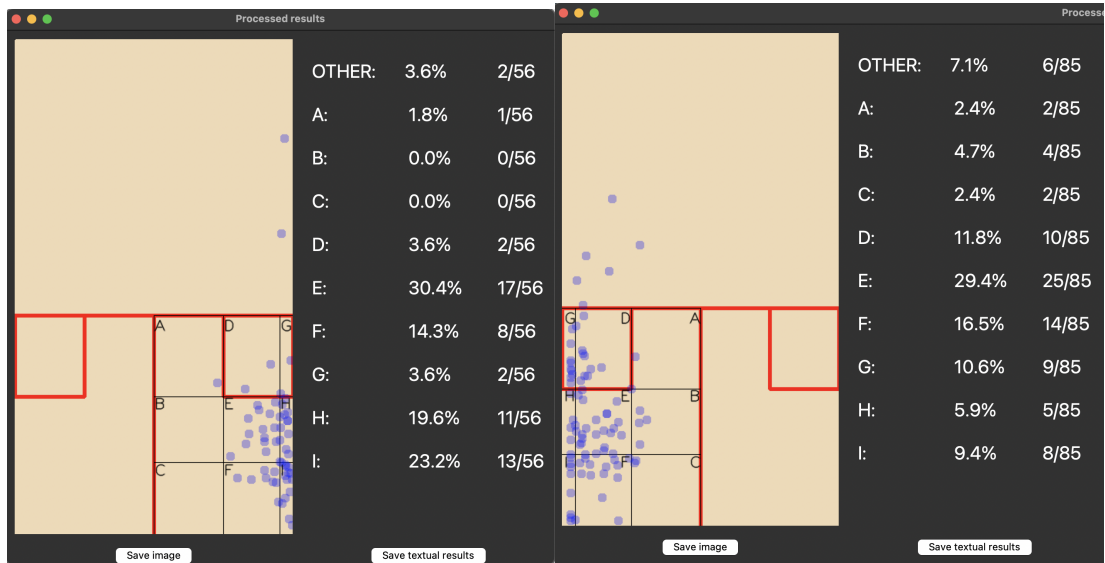 Processed results
OTHER: 3.6% 2/56
A: 1.8% 1/56
B: 0.0% 0/56
C: 0.0% 0/56
D: 3.6% 2/56
E: 30.4% 17/56
F: 14.3% 8/56
G: 3.6% 2/56
H: 19.6% 11/56
I: 23.2% 13/56
A D G
B E H
C F I
Save image Save textual results
Processe
OTHER: 7.1% 6/85
A: 2.4% 2/85
B: 4.7% 4/85
C: 2.4% 2/85
D: 11.8% 10/85
E: 29.4% 25/85
F: 16.5% 14/85
G: 10.6% 9/85
H: 5.9% 5/85
I: 9.4% 8/85
G D A
H E B
I F C
Save image Save textual results